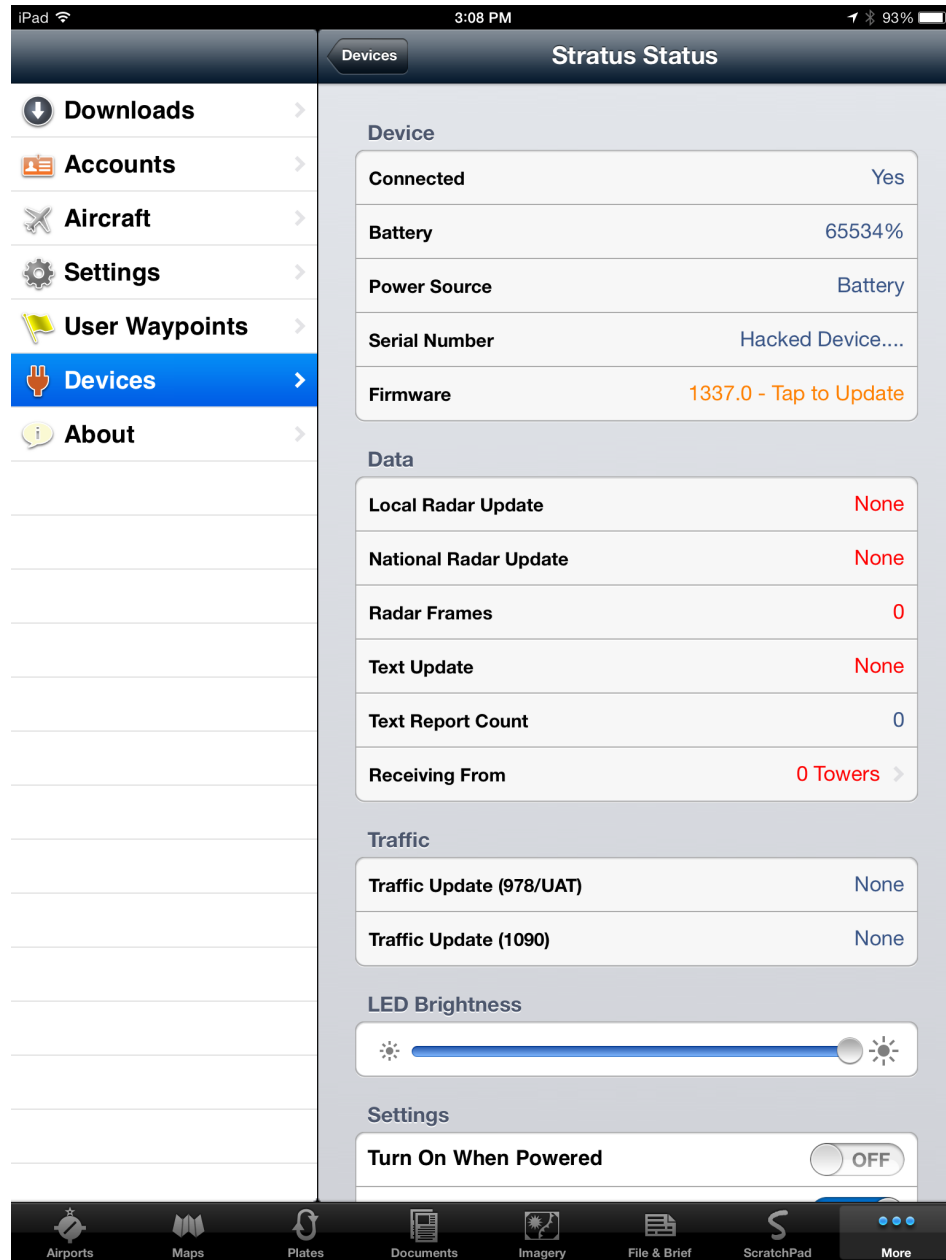 iPad 3:08 PM 93%
Devices Stratus Status
Downloads
Accounts
Aircraft
Settings
User Waypoints
Devices
About
Device
Connected Yes
Battery 65534%
Power Source Battery
Serial Number Hacked Device....
Firmware 1337.0 - Tap to Update
Data
Local Radar Update None
National Radar Update None
Radar Frames 0
Text Update None
Text Report Count 0
Receiving From 0 Towers
Traffic
Traffic Update (978/UAT) None
Traffic Update (1090) None
LED Brightness
Settings
Turn On When Powered OFF
Airports Maps Plates Documents Imagery File & Brief ScratchPad More